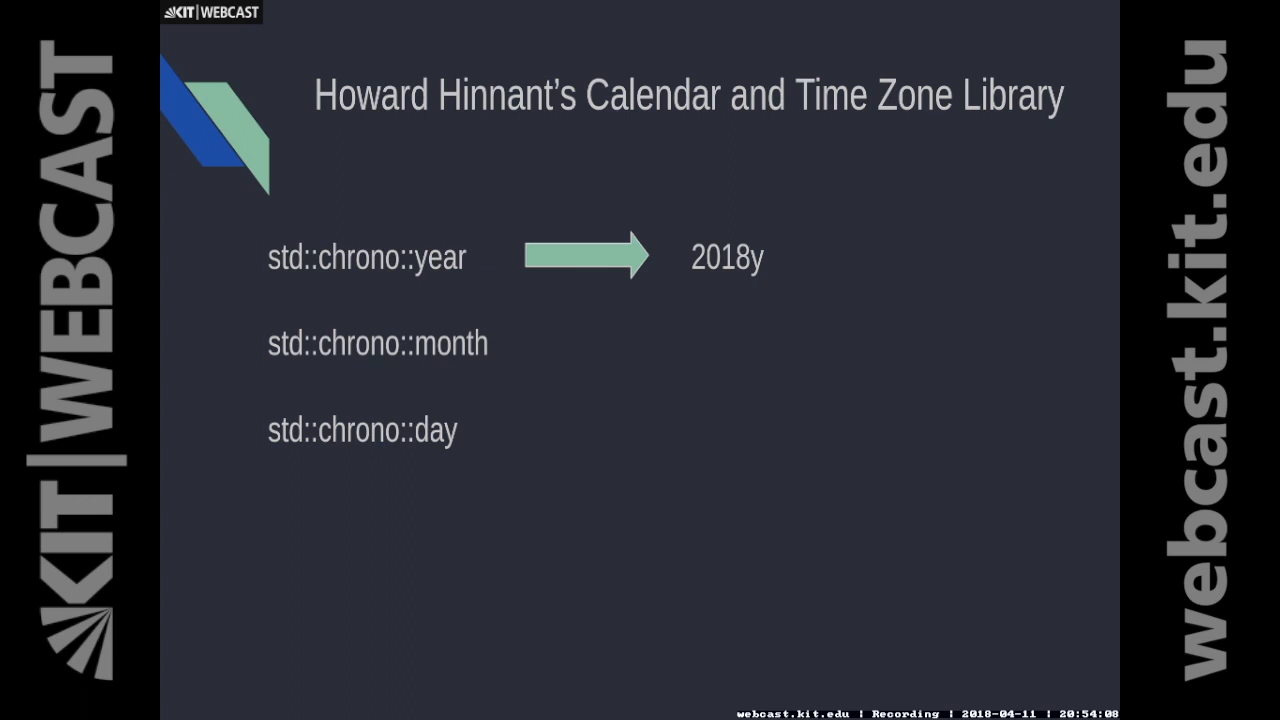 KIT | WEBCAST
KIT | WEBCAST
Howard Hinnant’s Calendar and Time Zone Library
std::chrono::year
2018y
std::chrono::month
std::chrono::day
webcast.kit.edu
webcast.kit.edu | Recording | 2018-04-11 | 20:54:08